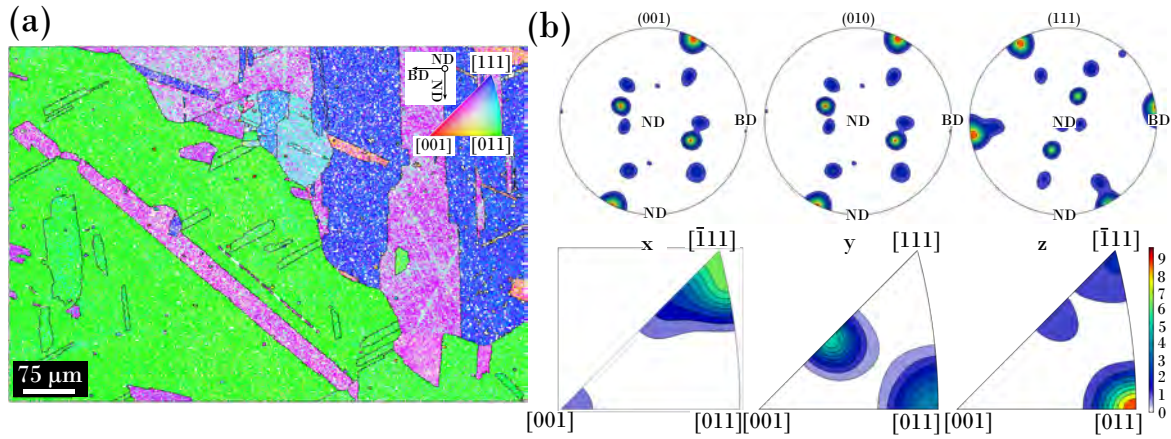 (a)
ND
BD
ND
[111]
[001]
[011]
75 µm
(b)
(001)
(010)
(111)
ND
BD
ND
BD
ND
BD
ND
ND
ND
x
[1̄11]
y
[111]
z
[1̄11]
[001]
[011]
[001]
[011]
[001]
[011]
9
8
7
6
5
4
3
2
1
0